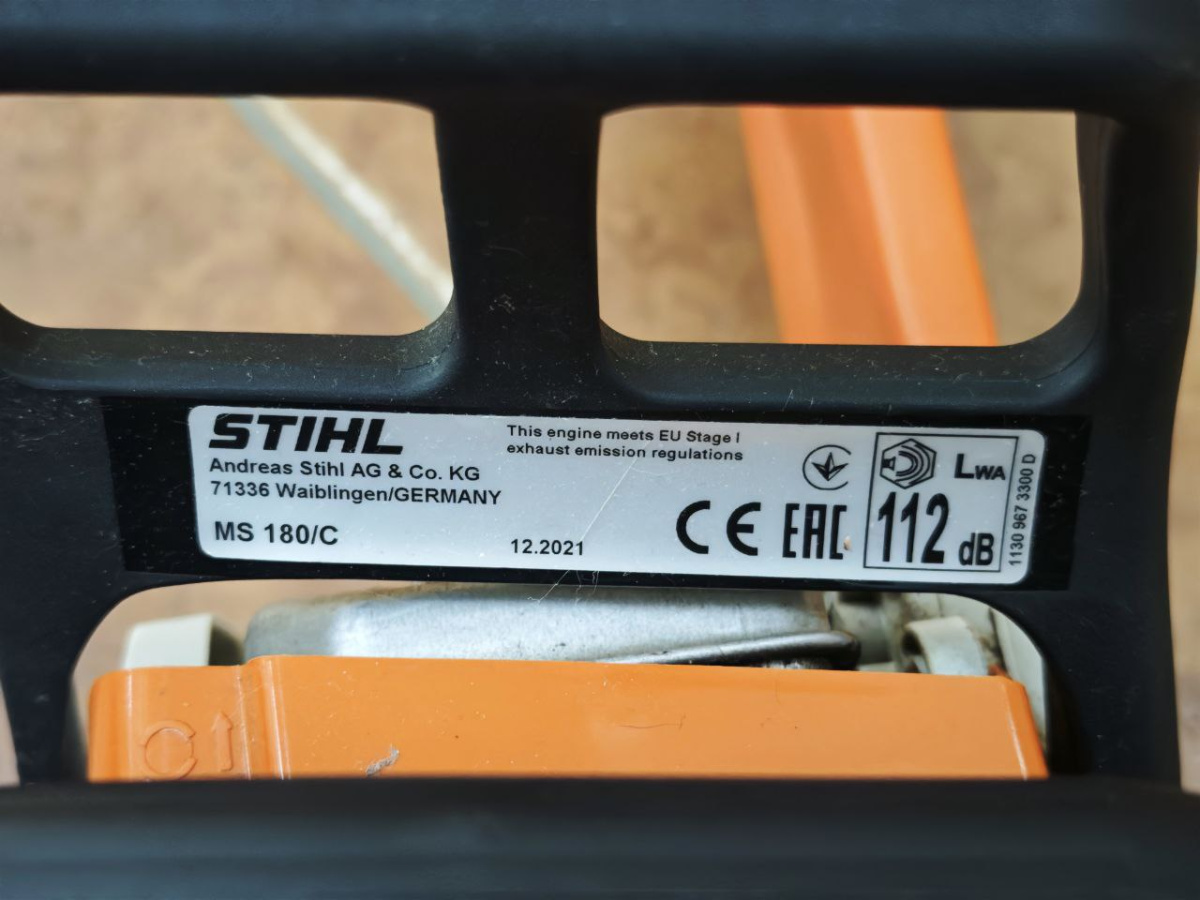 STIHL
Andreas Stihl AG & Co. KG
71336 Waiblingen/GERMANY
MS 180/C
This engine meets EU Stage I
exhaust emission regulations
12.2021
CE EAC
LWA
112 dB
1130 967 3300 D